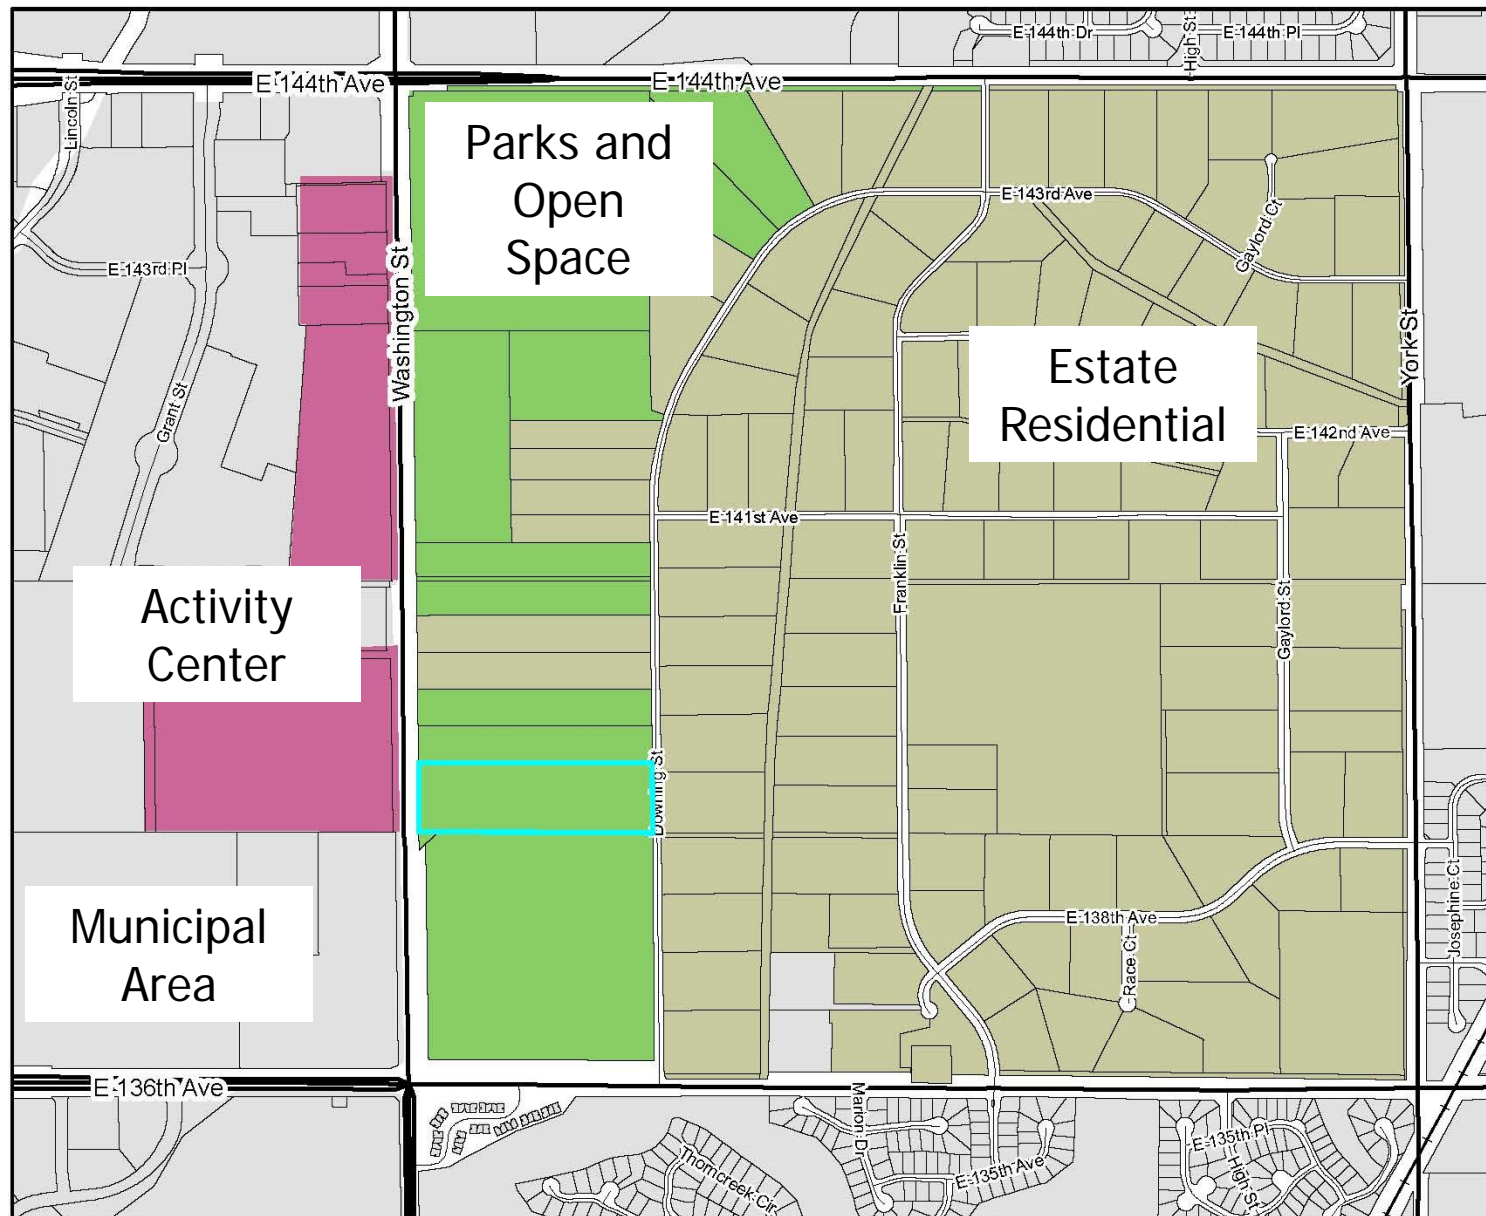 E 144th Dr
High St
E 144th Pl
E 144th Ave
E 144th Ave
Lincoln St
Parks and
Open
Space
E 143rd Ave
Gaylord Ct
E 143rd Pl
Washington St
York St
Grant St
Estate
Residential
E 142nd Ave
E 141st Ave
Franklin St
Gaylord St
Activity
Center
Downing St
Municipal
Area
E 138th Ave
Race Ct
Josephine Ct
E 136th Ave
Marion Dr
E 135th Ave
E 135th Pl
High St
Thorncreek Cir